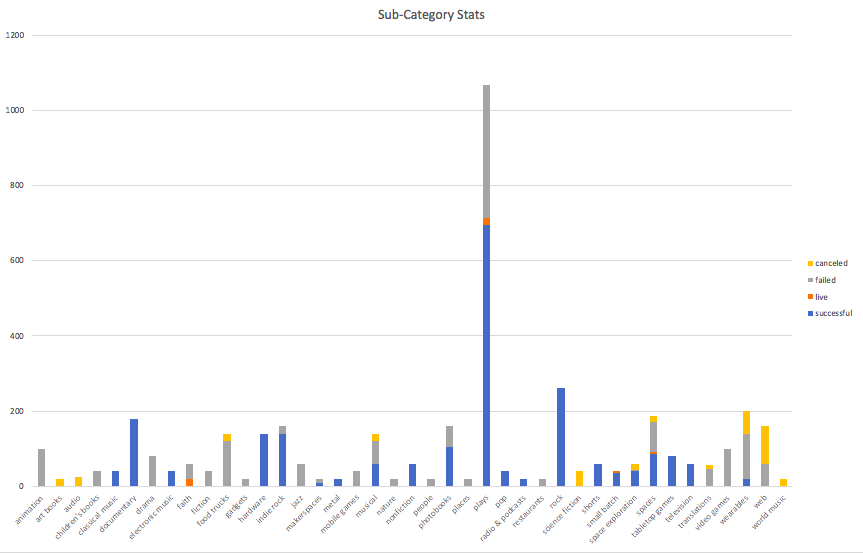 Sub-Category Stats
1200
1000
800
600
400
200
0
canceled
failed
live
successful
animation
art books
audio
children's books
classical music
documentary
drama
electronic music
faith
fiction
food trucks
gadgets
hardware
indie rock
jazz
makerspaces
metal
mobile games
musical
nature
nonfiction
people
photobooks
places
plays
pop
radio & podcasts
restaurants
rock
science fiction
shorts
small batch
space exploration
spaces
tabletop games
television
translations
video games
wearables
web
world music